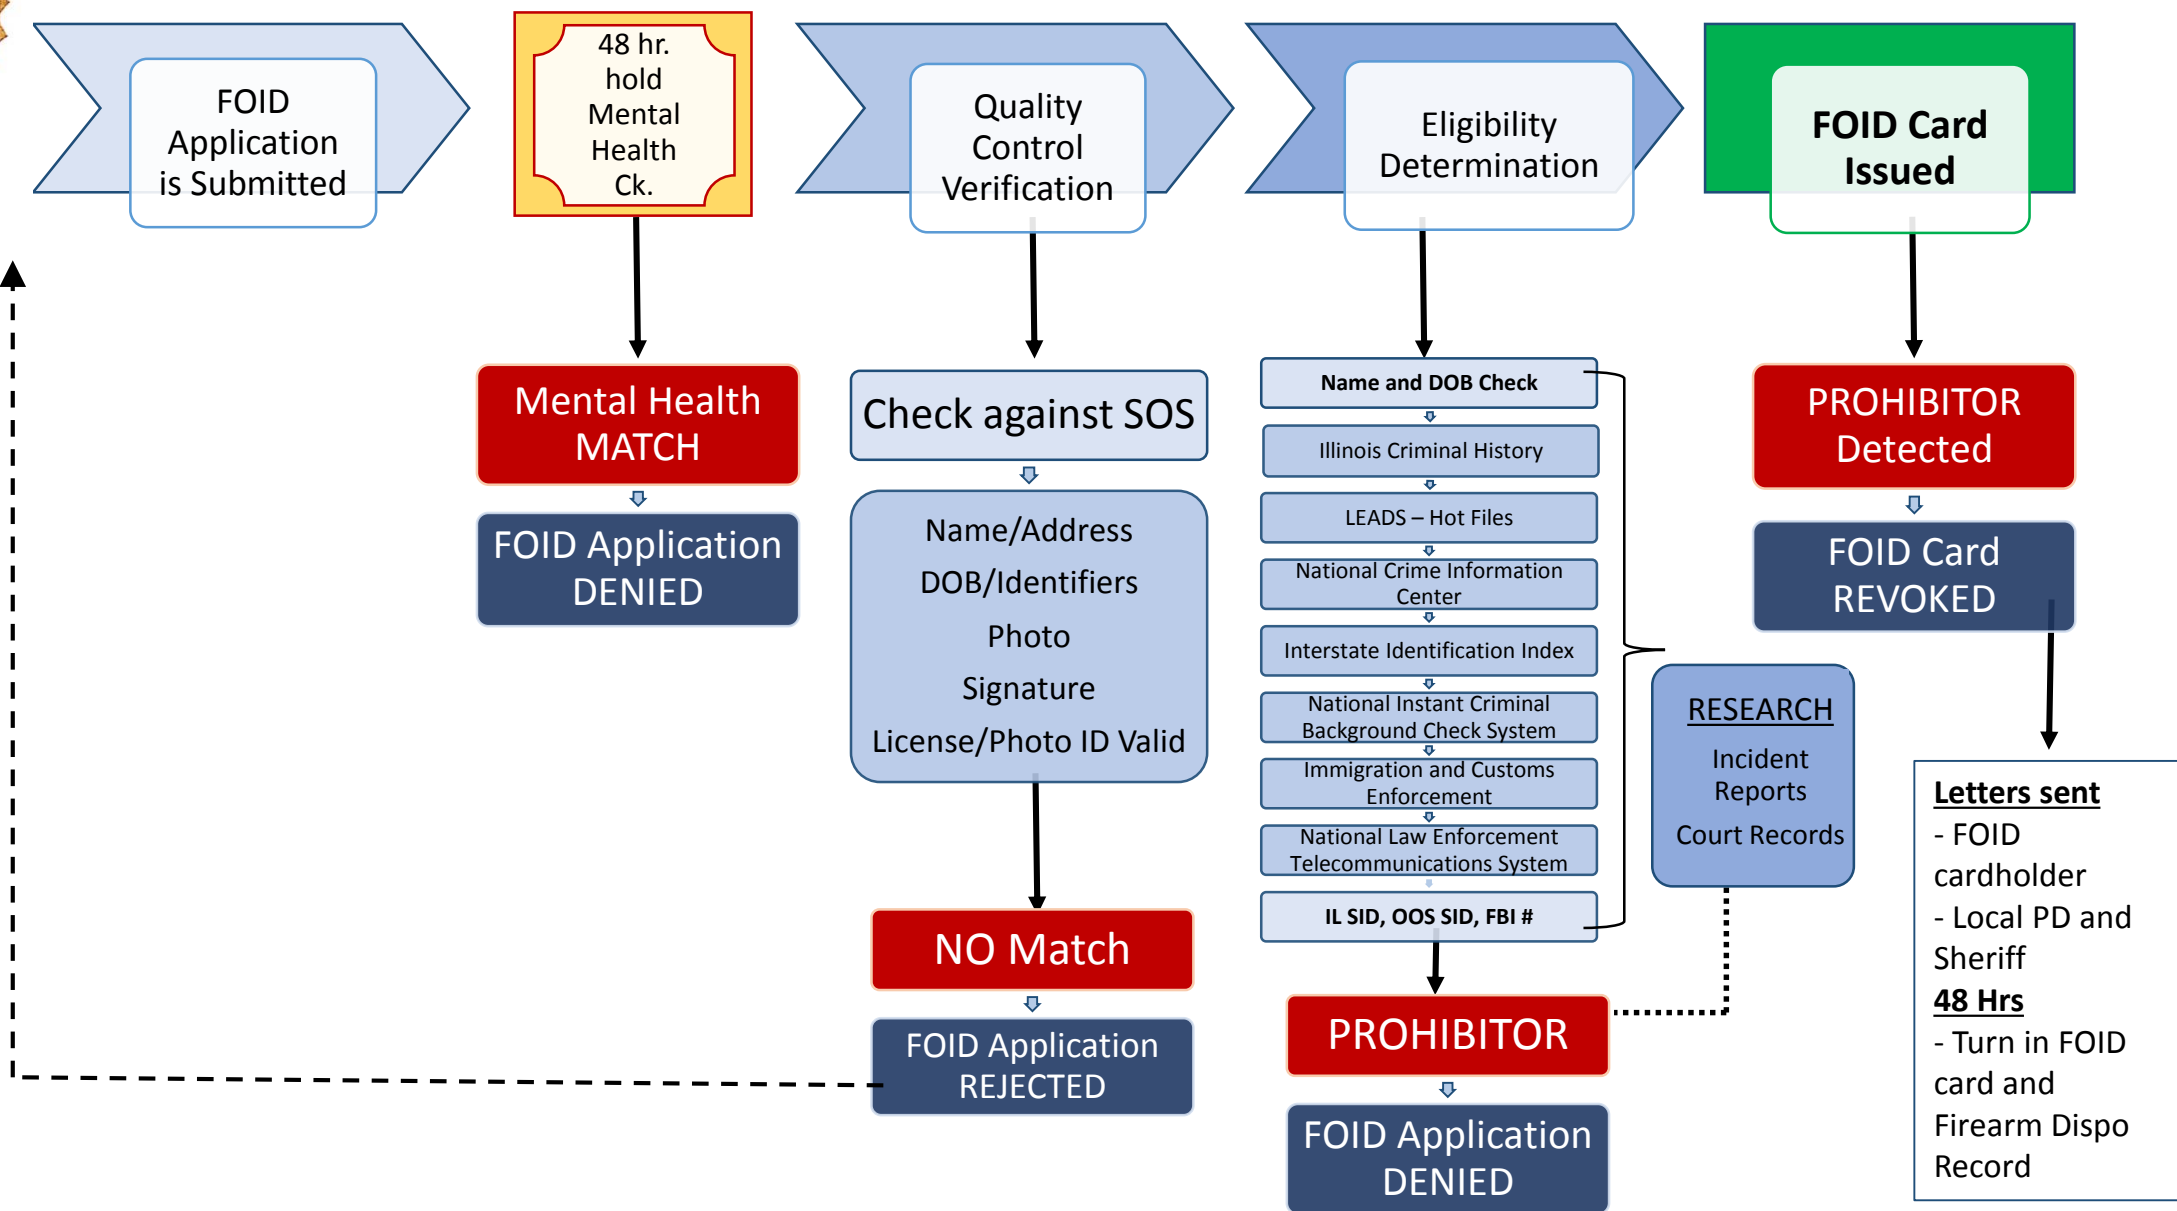 FOID
Application
is Submitted
48 hr.
hold
Mental
Health
Ck.
Quality
Control
Verification
Eligibility
Determination
FOID Card
Issued
Mental Health
MATCH
FOID Application
DENIED
Check against SOS
Name/Address
DOB/Identifiers
Photo
Signature
License/Photo ID Valid
NO Match
FOID Application
REJECTED
Name and DOB Check
Illinois Criminal History
LEADS – Hot Files
National Crime Information
Center
Interstate Identification Index
National Instant Criminal
Background Check System
Immigration and Customs
Enforcement
National Law Enforcement
Telecommunications System
IL SID, OOS SID, FBI #
PROHIBITOR
FOID Application
DENIED
RESEARCH
Incident
Reports
Court Records
PROHIBITOR
Detected
FOID Card
REVOKED
Letters sent
- FOID
cardholder
- Local PD and
Sheriff
48 Hrs
- Turn in FOID
card and
Firearm Dispo
Record